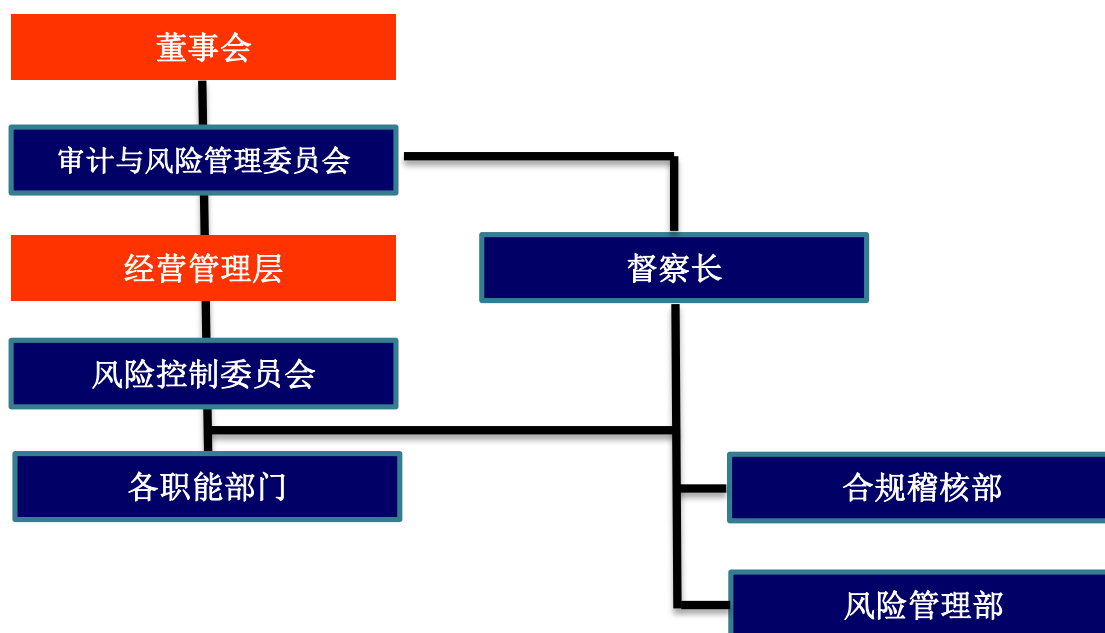 董事会
审计与风险管理委员会
经营管理层
督察长
风险控制委员会
各职能部门
合规稽核部
风险管理部